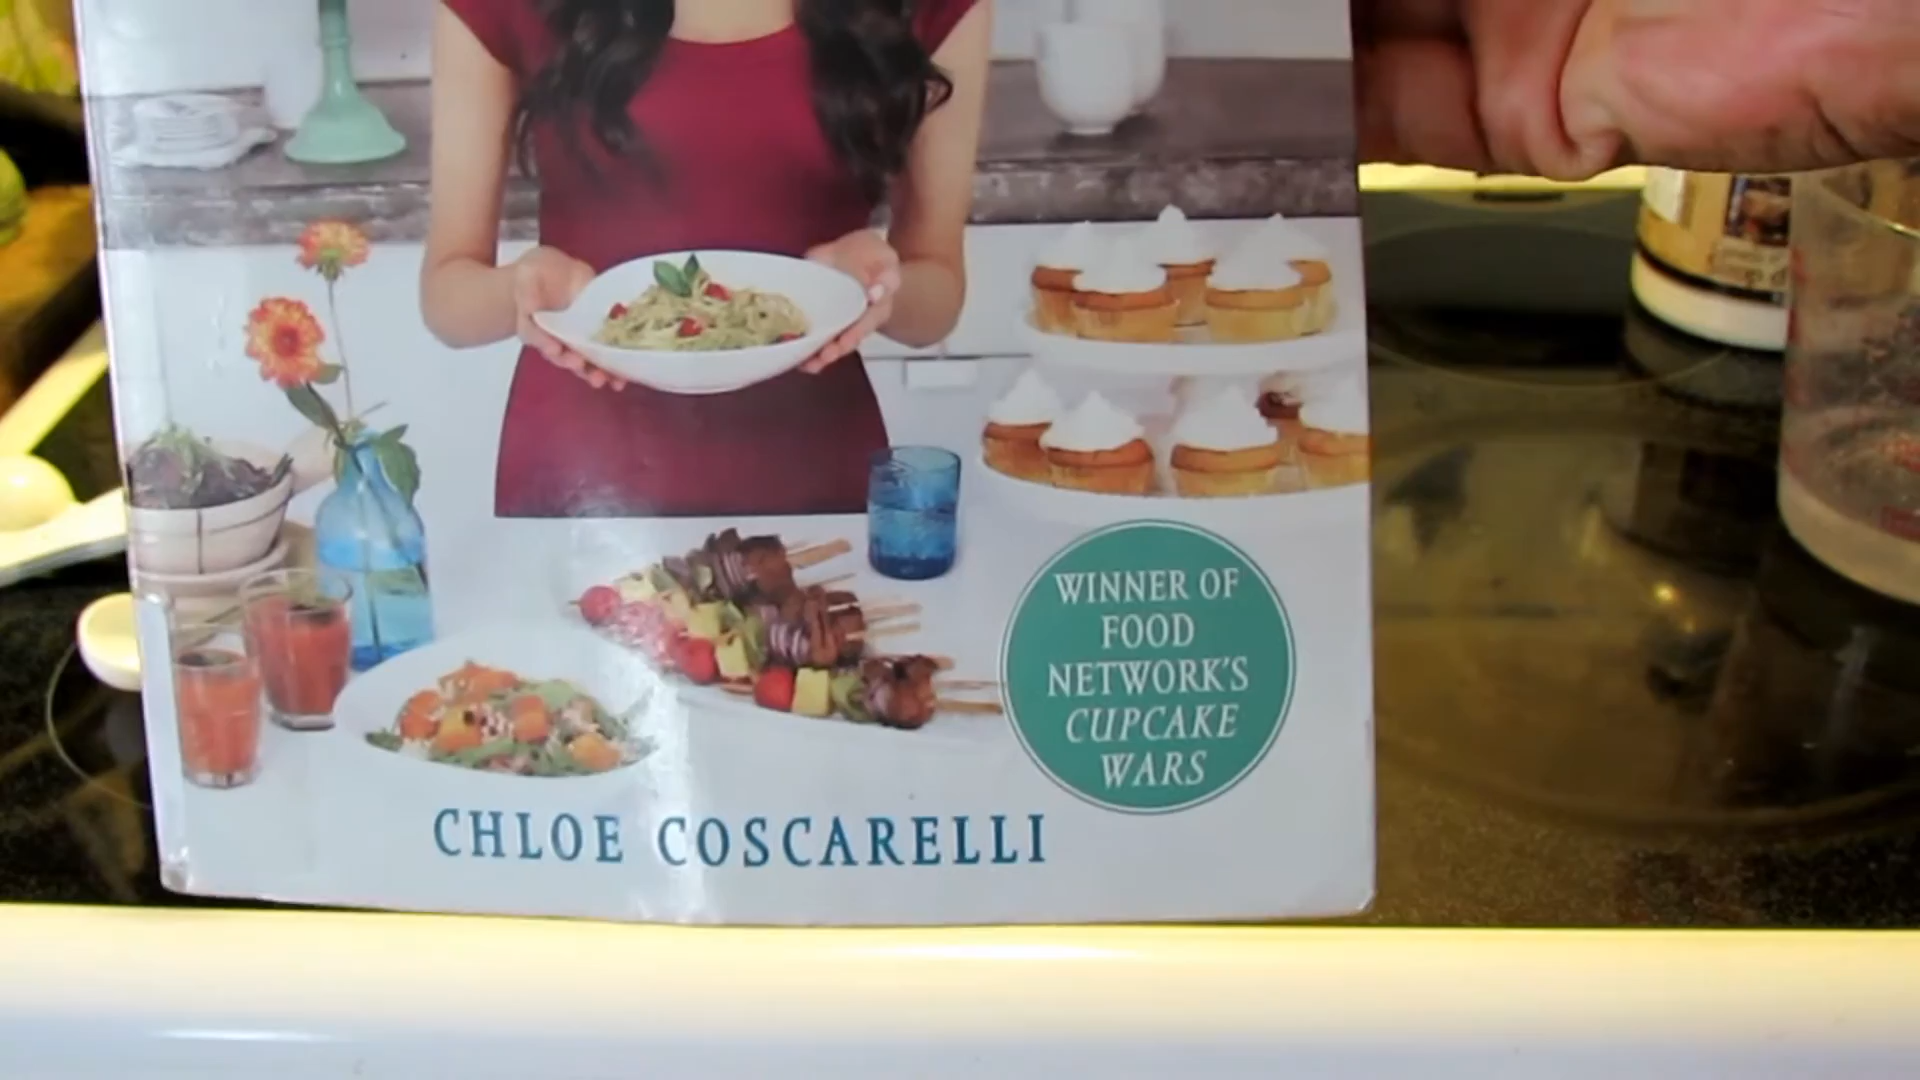 WINNER OF
FOOD
NETWORK'S
CUPCAKE
WARS
CHLOE COSCARELLI